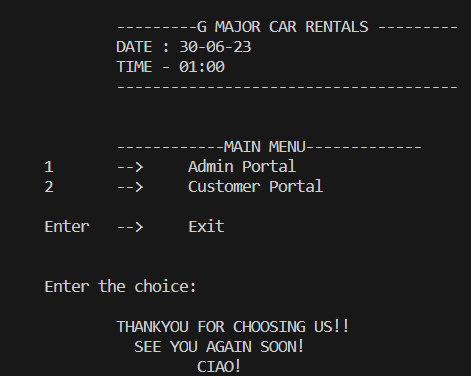 ---------G MAJOR CAR RENTALS ---------
DATE : 30-06-23
TIME - 01:00
--------------------------------------
------------MAIN MENU-------------
1 --> Admin Portal
2 --> Customer Portal
Enter --> Exit
Enter the choice:
THANKYOU FOR CHOOSING US!!
SEE YOU AGAIN SOON!
CIAO!